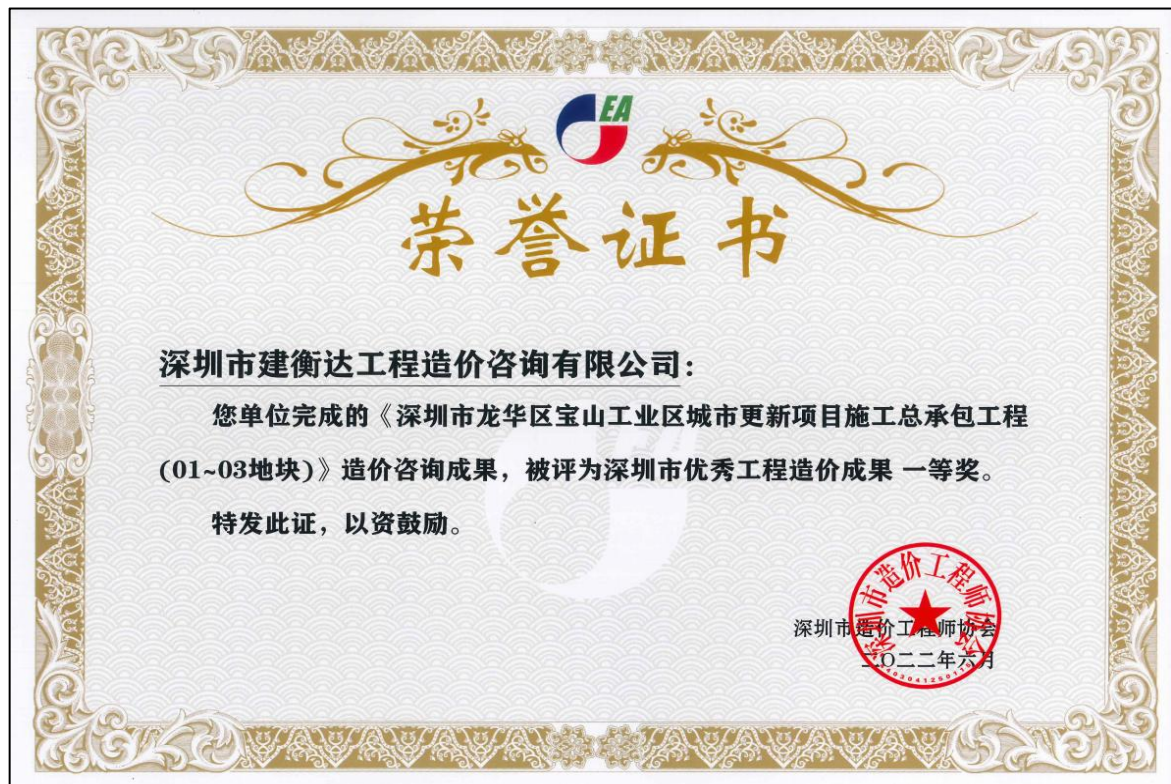 EA
荣誉证书
深圳市建衡达工程造价咨询有限公司：
您单位完成的《深圳市龙华区宝山工业区城市更新项目施工总承包工程
(01~03地块)》造价咨询成果，被评为深圳市优秀工程造价成果 一等奖。
特发此证，以资鼓励。
深圳市造价工程师协会
深圳市造价工程师协会
二〇二二年六月